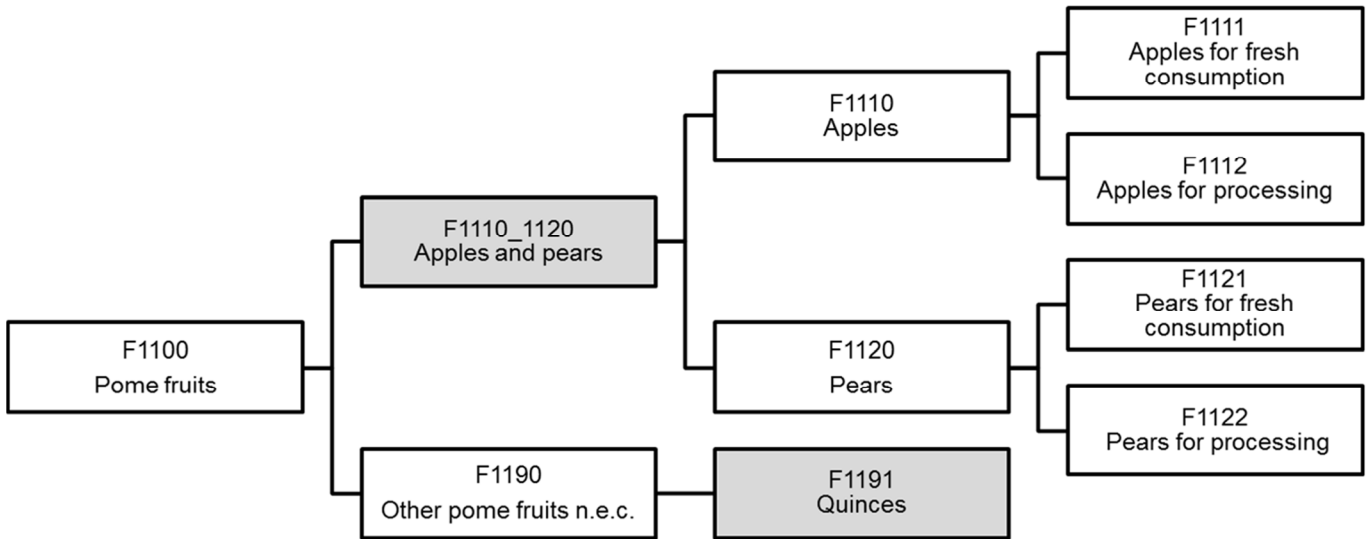 F1100
Pome fruits
F1110_1120
Apples and pears
F1190
Other pome fruits n.e.c.
F1110
Apples
F1120
Pears
F1191
Quinces
F1111
Apples for fresh
consumption
F1112
Apples for processing
F1121
Pears for fresh
consumption
F1122
Pears for processing